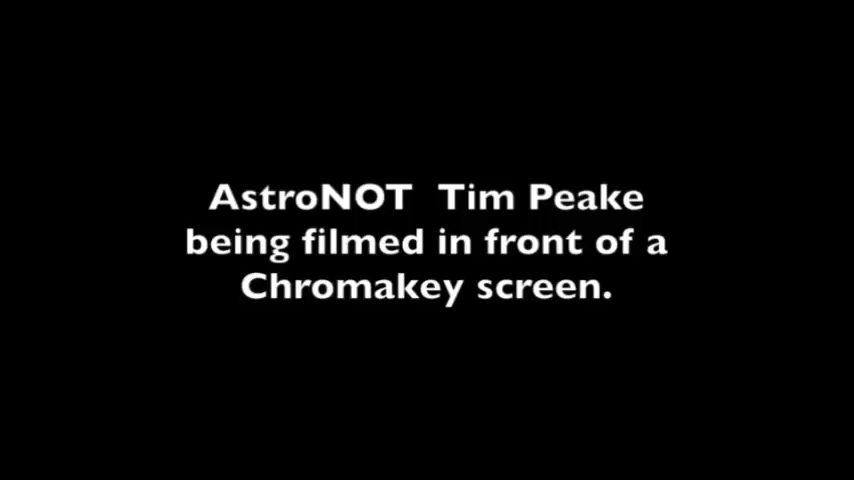 AstroNOT  Tim Peake
being filmed in front of a
Chromakey screen.